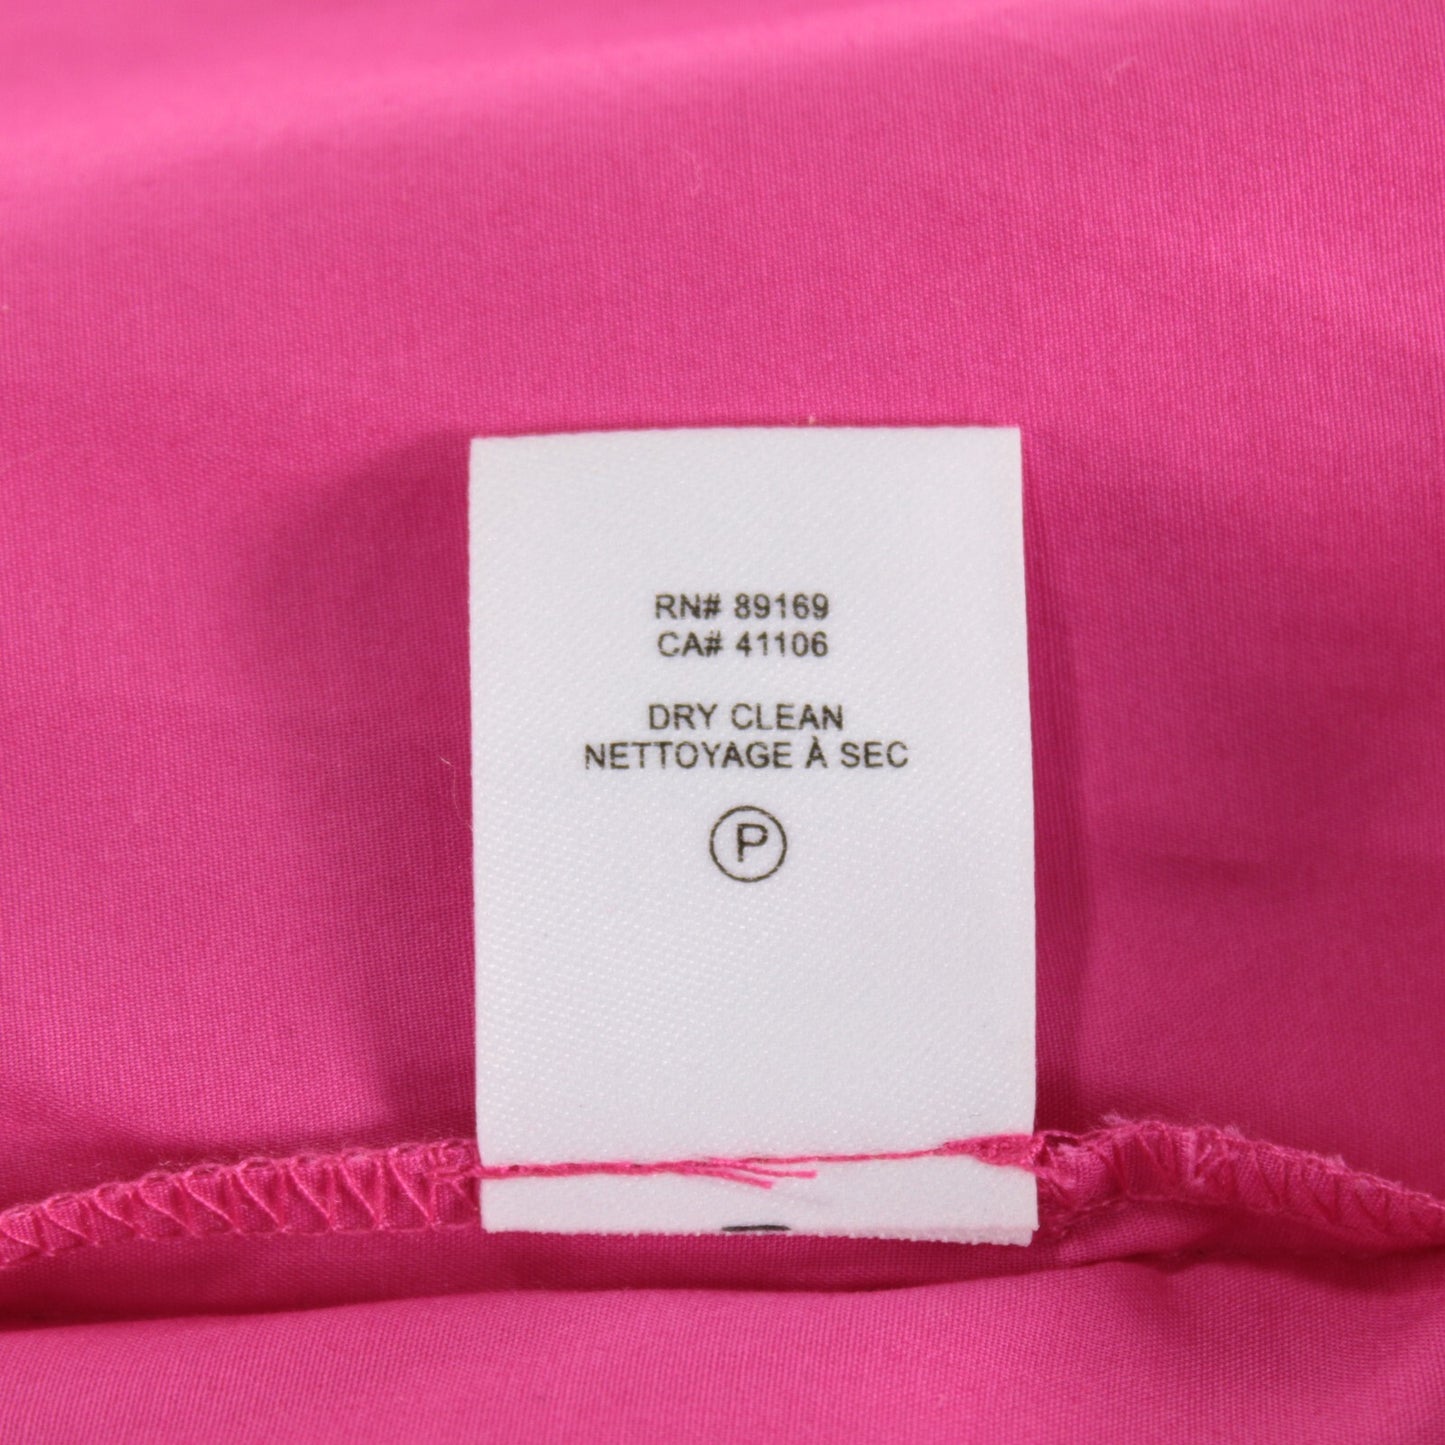 RN# 89169
CA# 41106
DRY CLEAN
NETTOYAGE À SEC
P